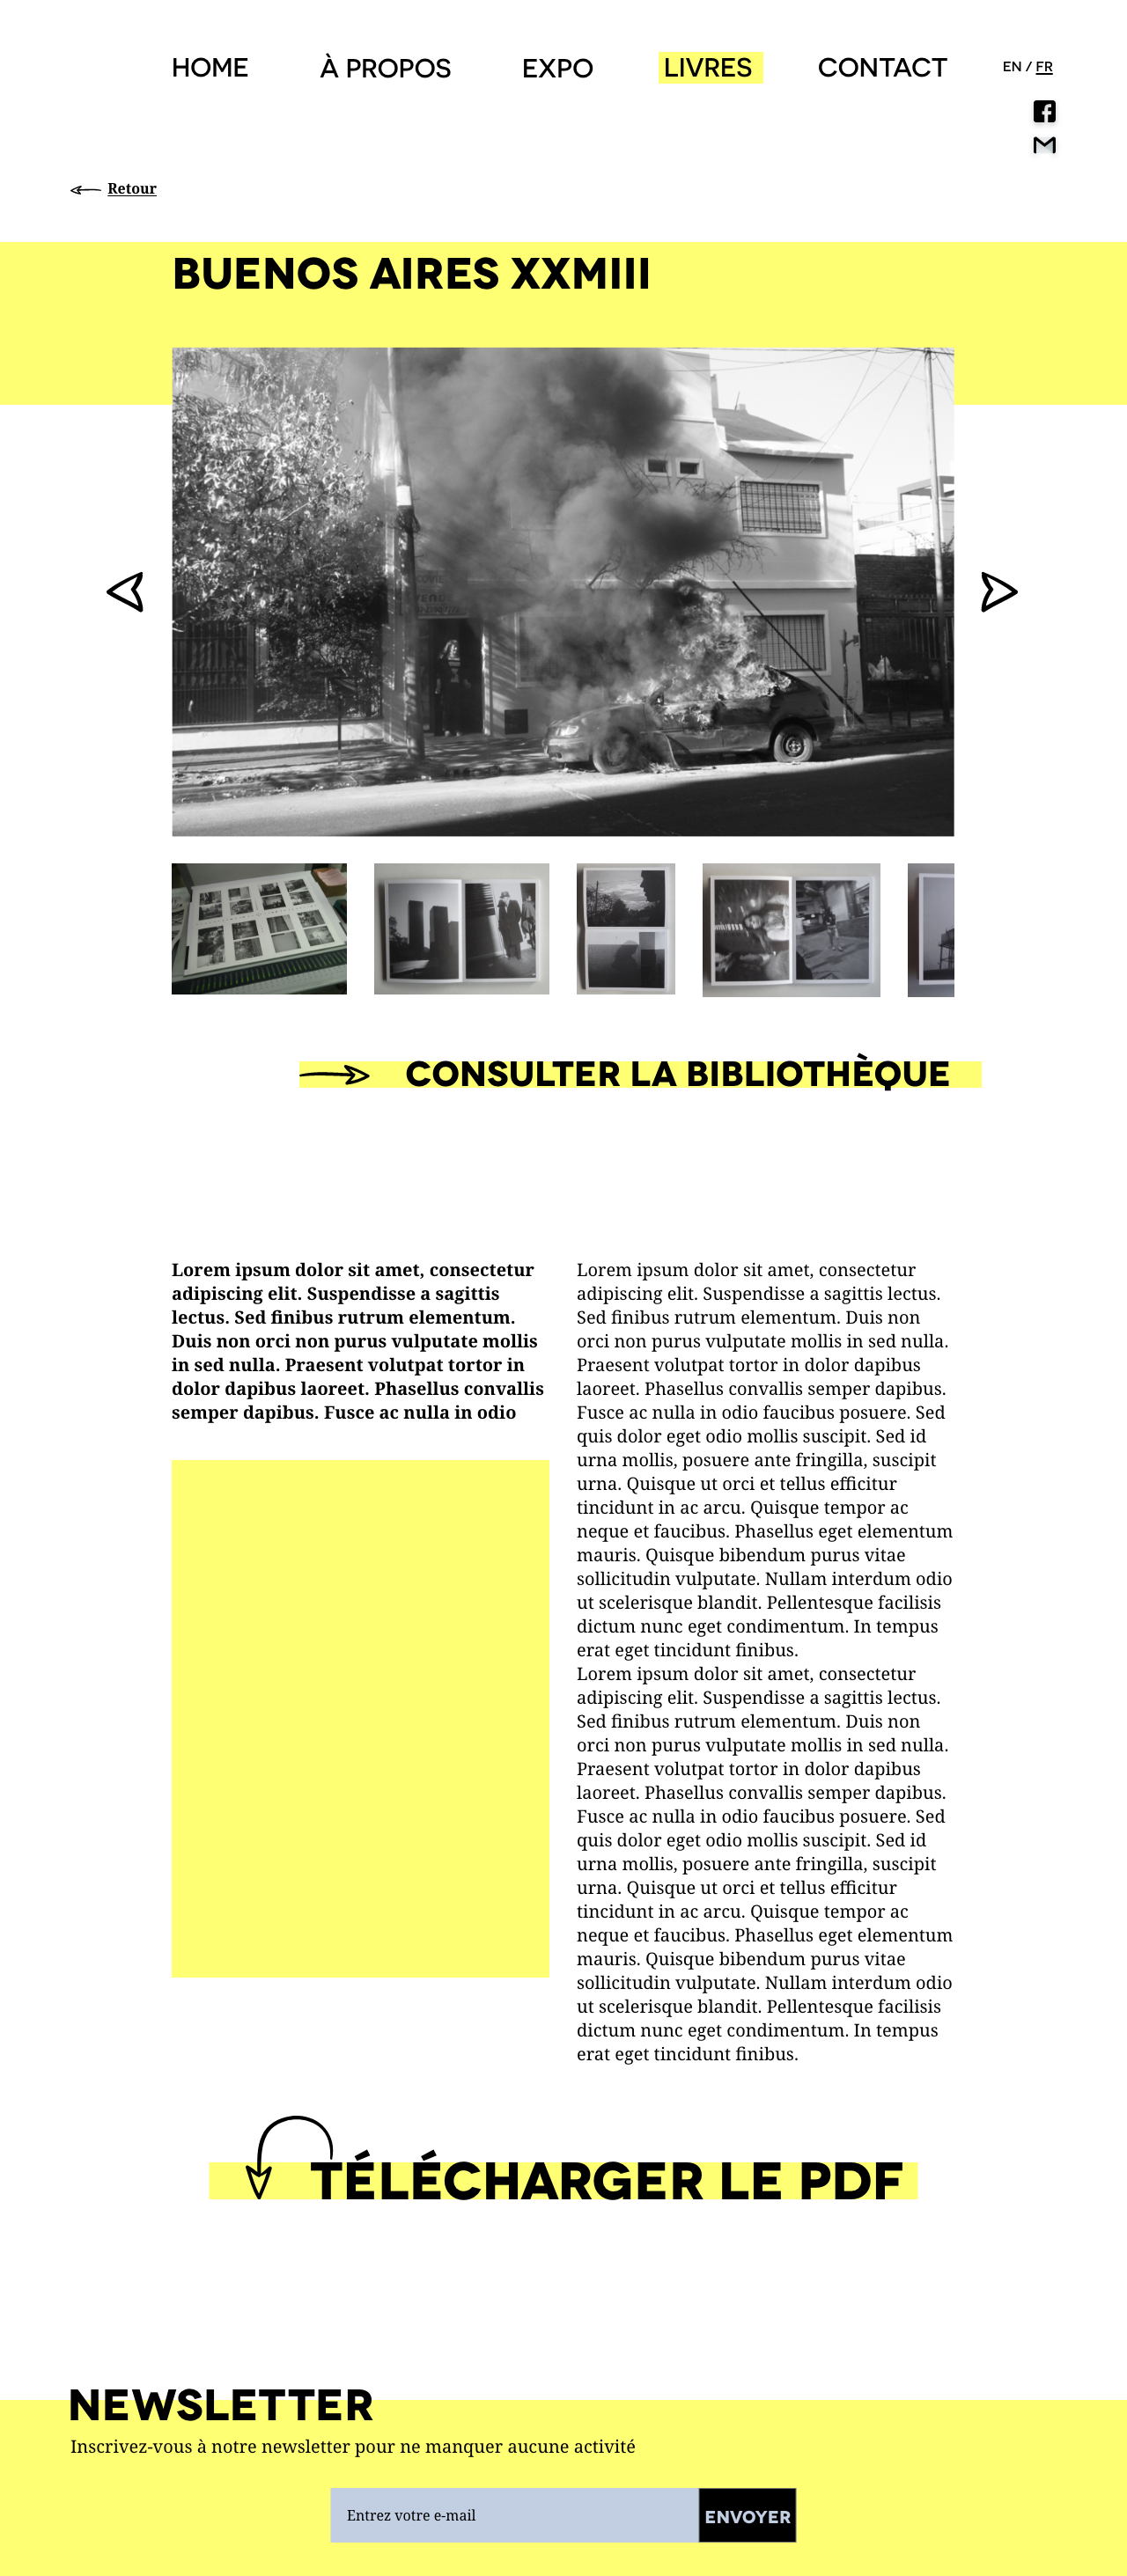 HOME À PROPOS EXPO LIVRES CONTACT EN / FR
Retour
BUENOS AIRES XXMIII
CONSULTER LA BIBLIOTHÈQUE
Lorem ipsum dolor sit amet, consectetur
adipiscing elit. Suspendisse a sagittis
lectus. Sed finibus rutrum elementum.
Duis non orci non purus vulputate mollis
in sed nulla. Praesent volutpat tortor in
dolor dapibus laoreet. Phasellus convallis
semper dapibus. Fusce ac nulla in odio
Lorem ipsum dolor sit amet, consectetur
adipiscing elit. Suspendisse a sagittis lectus.
Sed finibus rutrum elementum. Duis non
orci non purus vulputate mollis in sed nulla.
Praesent volutpat tortor in dolor dapibus
laoreet. Phasellus convallis semper dapibus.
Fusce ac nulla in odio faucibus posuere. Sed
quis dolor eget odio mollis suscipit. Sed id
urna mollis, posuere ante fringilla, suscipit
urna. Quisque ut orci et tellus efficitur
tincidunt in ac arcu. Quisque tempor ac
neque et faucibus. Phasellus eget elementum
mauris. Quisque bibendum purus vitae
sollicitudin vulputate. Nullam interdum odio
ut scelerisque blandit. Pellentesque facilisis
dictum nunc eget condimentum. In tempus
erat eget tincidunt finibus.
Lorem ipsum dolor sit amet, consectetur
adipiscing elit. Suspendisse a sagittis lectus.
Sed finibus rutrum elementum. Duis non
orci non purus vulputate mollis in sed nulla.
Praesent volutpat tortor in dolor dapibus
laoreet. Phasellus convallis semper dapibus.
Fusce ac nulla in odio faucibus posuere. Sed
quis dolor eget odio mollis suscipit. Sed id
urna mollis, posuere ante fringilla, suscipit
urna. Quisque ut orci et tellus efficitur
tincidunt in ac arcu. Quisque tempor ac
neque et faucibus. Phasellus eget elementum
mauris. Quisque bibendum purus vitae
sollicitudin vulputate. Nullam interdum odio
ut scelerisque blandit. Pellentesque facilisis
dictum nunc eget condimentum. In tempus
erat eget tincidunt finibus.
TÉLÉCHARGER LE PDF
NEWSLETTER
Inscrivez-vous à notre newsletter pour ne manquer aucune activité
Entrez votre e-mail ENVOYER